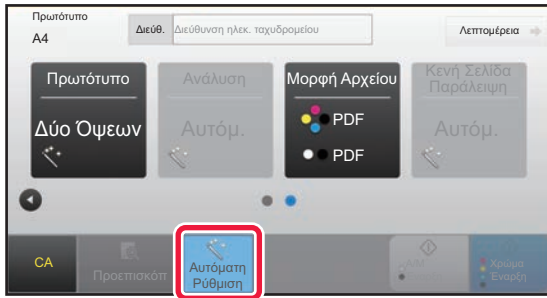 Πρωτότυπο
A4
Διεύθ.
Διεύθυνση ηλεκ. ταχυδρομείου
Λεπτομέρεια
Πρωτότυπο
Δύο Όψεων
Ανάλυση
Αυτόμ.
Μορφή Αρχείου
PDF
PDF
Κενή Σελίδα
Παράλειψη
Αυτόμ.
CA
Προεπισκόπ
Αυτόματη
Ρύθμιση
Χρώμα
Έναρξη